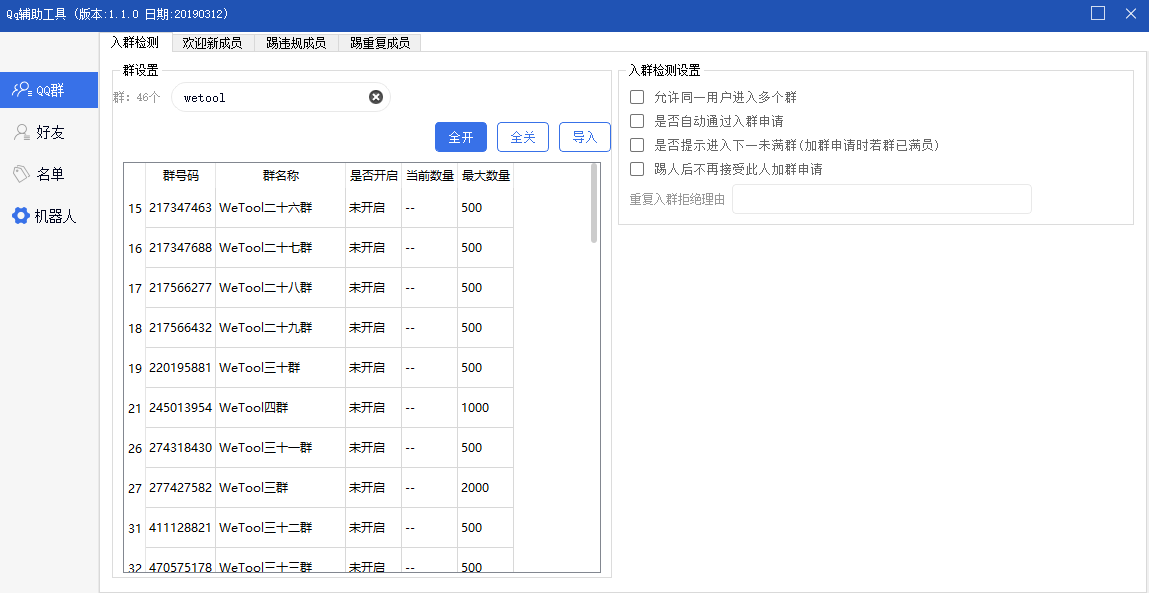 Qq辅助工具 (版本:1.1.0 日期:20190312)
入群检测 欢迎新成员 踢违规成员 踢重复成员
QQ群
好友
名单
机器人
群设置
群: 46个 wetool
全开 全关 导入
群号码 群名称 是否开启 当前数量 最大数量
15 217347463 WeTool二十六群 未开启 -- 500
16 217347688 WeTool二十七群 未开启 -- 500
17 217566277 WeTool二十八群 未开启 -- 500
18 217566432 WeTool二十九群 未开启 -- 500
19 220195881 WeTool三十群 未开启 -- 500
21 245013954 WeTool四群 未开启 -- 1000
26 274318430 WeTool三十一群 未开启 -- 500
27 277427582 WeTool三群 未开启 -- 2000
31 411128821 WeTool三十二群 未开启 -- 500
32 470575178 WeTool三十三群 未开启 -- 500
入群检测设置
允许同一用户进入多个群
是否自动通过入群申请
是否提示进入下一未满群(加群申请时若群已满员)
踢人后不再接受此人加群申请
重复入群拒绝理由